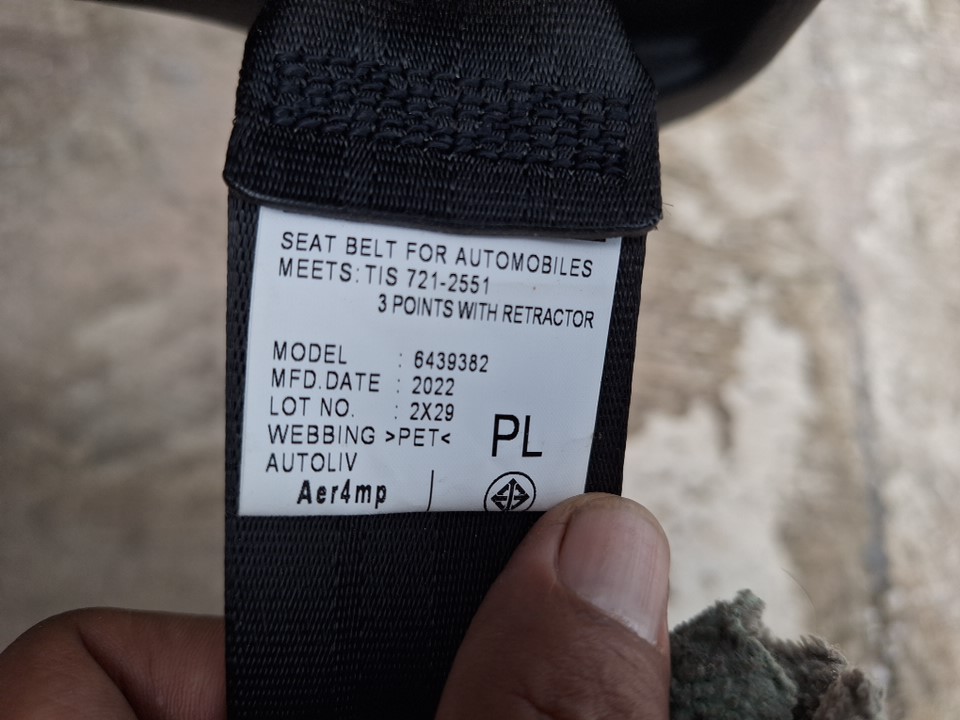 SEAT BELT FOR AUTOMOBILES
MEETS: TIS 721-2551
3 POINTS WITH RETRACTOR
MODEL : 6439382
MFD.DATE : 2022
LOT NO. : 2X29
WEBBING >PET< PL
AUTOLIV
Aer4mp